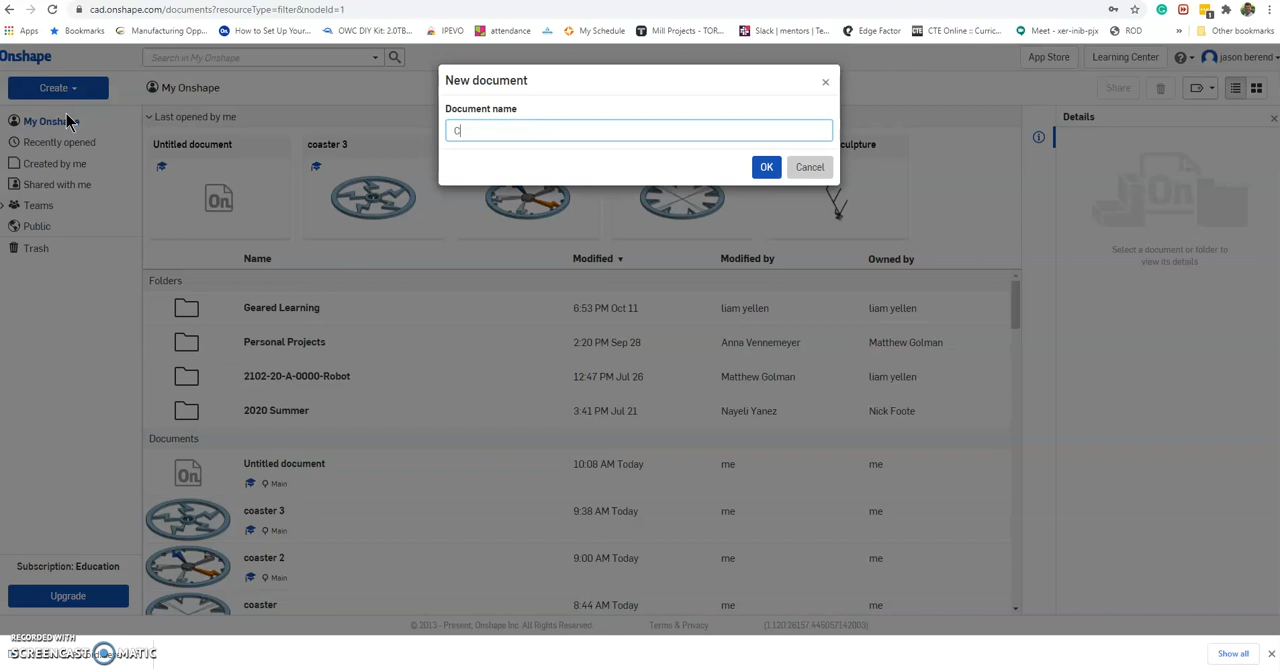 cad.onshape.com/documents?resourceType=filter&nodeId=1
Apps Bookmarks Manufacturing Opp... How to Set Up Your... OWC DIY Kit: 2.0TB... IPEVO attendance My Schedule Mill Projects - TOR... Slack | mentors | Te... Edge Factor CTE Online :: Curric... Meet - xer-inib-pjx ROD » Other bookmarks
Onshape Search in My Onshape App Store Learning Center jason berend
Create My Onshape Share
New document
Document name
C
OK Cancel
My Onshape
Recently opened
Created by me
Shared with me
Teams
Public
Trash
Last opened by me
Untitled document coaster 3 culpture
Name Modified Modified by Owned by
Folders
Geared Learning 6:53 PM Oct 11 liam yellen liam yellen
Personal Projects 2:20 PM Sep 28 Anna Vennemeyer Matthew Golman
2102-20-A-0000-Robot 12:47 PM Jul 26 Matthew Golman liam yellen
2020 Summer 3:41 PM Jul 21 Nayeli Yanez Nick Foote
Documents
Untitled document 10:08 AM Today me me
Main
coaster 3 9:38 AM Today me me
Main
coaster 2 9:00 AM Today me me
Main
coaster 8:44 AM Today me me
Details
Select a document or folder to
view its details
Subscription: Education
Upgrade
© 2013 - Present, Onshape Inc. All Rights Reserved. Terms & Privacy (1.120.26157.445057142003)
RECORDED WITH
SCREENCAST MATIC
Show all